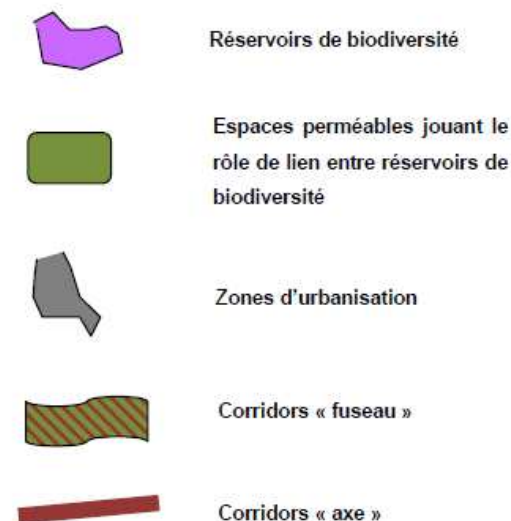 Réservoirs de biodiversité
Espaces perméables jouant le
rôle de lien entre réservoirs de
biodiversité
Zones d'urbanisation
Corridors « fuseau »
Corridors « axe »